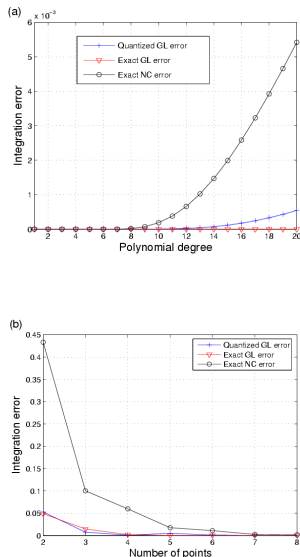 (a)
× 10⁻³
6
5
4
3
2
1
0
Integration error
Quantized GL error
Exact GL error
Exact NC error
2 4 6 8 10 12 14 16 18 20
Polynomial degree
(b)
0.45
0.4
0.35
0.3
0.25
0.2
0.15
0.1
0.05
0
Integration error
Quantized GL error
Exact GL error
Exact NC error
2 3 4 5 6 7 8
Number of points